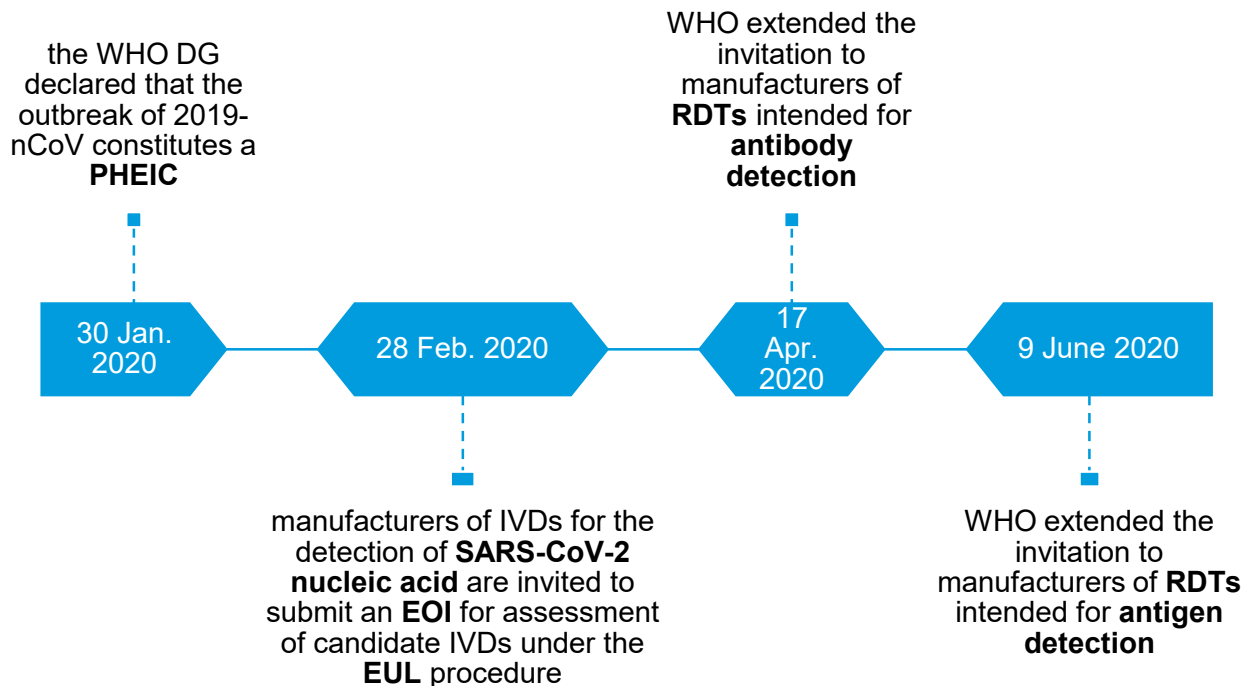 the WHO DG
declared that the
outbreak of 2019-
nCoV constitutes a
PHEIC
WHO extended the
invitation to
manufacturers of
RDTs intended for
antibody
detection
30 Jan.
2020
28 Feb. 2020
17
Apr.
2020
9 June 2020
manufacturers of IVDs for the
detection of SARS-CoV-2
nucleic acid are invited to
submit an EOI for assessment
of candidate IVDs under the
EUL procedure
WHO extended the
invitation to
manufacturers of RDTs
intended for antigen
detection